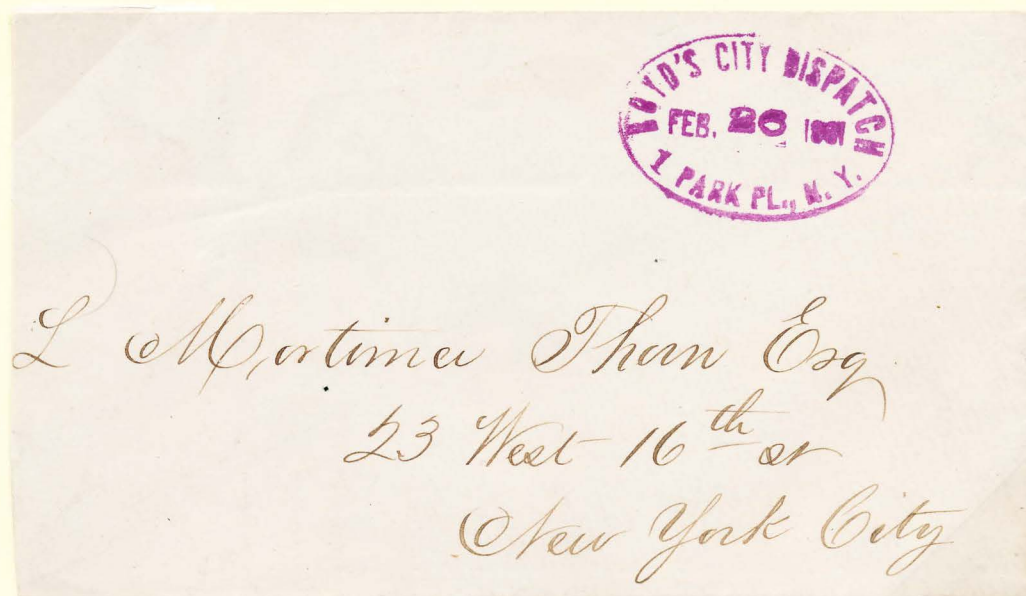 BOYD'S CITY DISPATCH
FEB. 26 1881
1 PARK PL., N. Y.
L Mortimer Thorn Esq
23 West 16th st
New York City